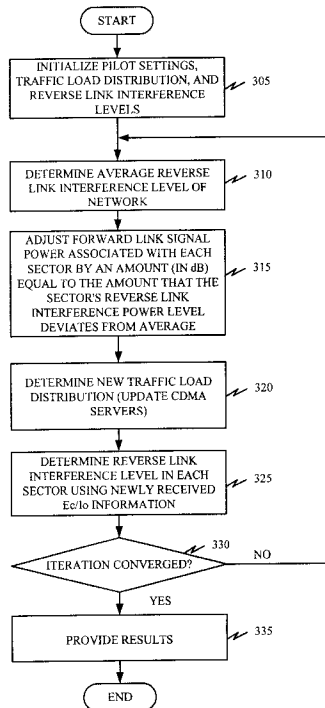 START
INITIALIZE PILOT SETTINGS,
TRAFFIC LOAD DISTRIBUTION, AND
REVERSE LINK INTERFERENCE
LEVELS
305
DETERMINE AVERAGE REVERSE
LINK INTERFERENCE LEVEL OF
NETWORK
310
ADJUST FORWARD LINK SIGNAL
POWER ASSOCIATED WITH EACH
SECTOR BY AN AMOUNT (IN dB)
EQUAL TO THE AMOUNT THAT THE
SECTOR'S REVERSE LINK
INTERFERENCE POWER LEVEL
DEVIATES FROM AVERAGE
315
DETERMINE NEW TRAFFIC LOAD
DISTRIBUTION (UPDATE CDMA
SERVERS)
320
DETERMINE REVERSE LINK
INTERFERENCE LEVEL IN EACH
SECTOR USING NEWLY RECEIVED
Ec/Io INFORMATION
325
330
ITERATION CONVERGED?
NO
YES
PROVIDE RESULTS
335
END